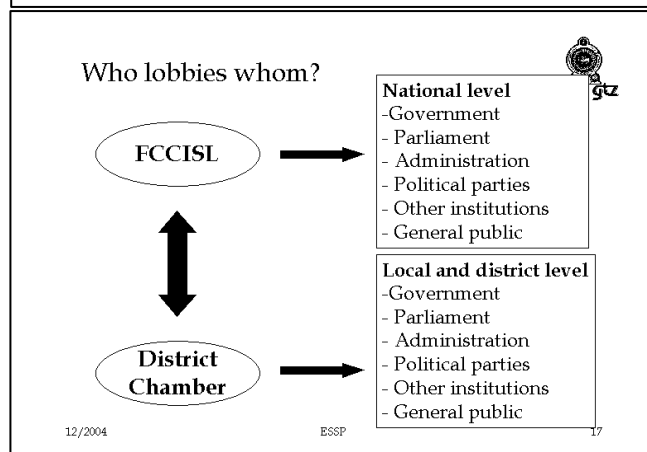 Who lobbies whom?
gtz
FCCISL
National level
-Government
- Parliament
- Administration
- Political parties
- Other institutions
- General public
District
Chamber
Local and district level
-Government
- Parliament
- Administration
- Political parties
- Other institutions
- General public
12/2004
ESSP
17